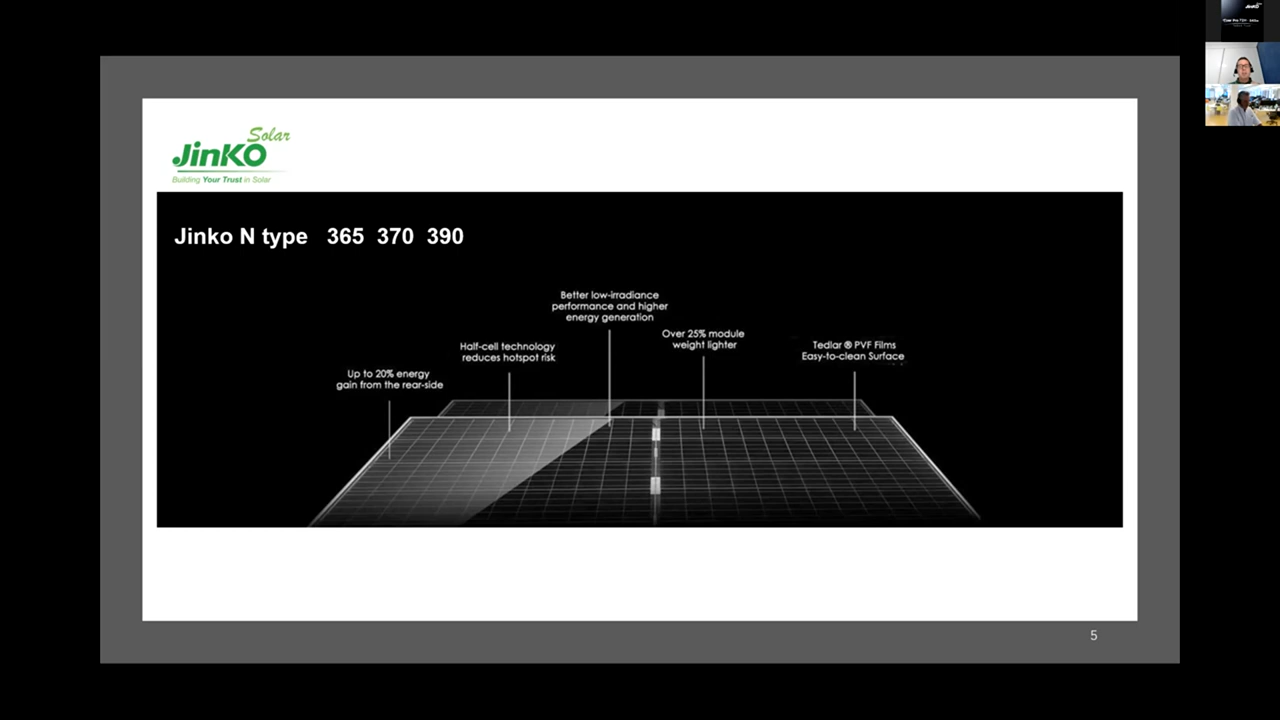 Solar
JinKO
Building Your Trust in Solar
Jinko N type 365 370 390
Better low-irradiance
performance and higher
energy generation
Over 25% module
weight lighter
Half-cell technology
reduces hotspot risk
Tedlar ® PVF Films
Easy-to-clean Surface
Up to 20% energy
gain from the rear-side
5
JinKO